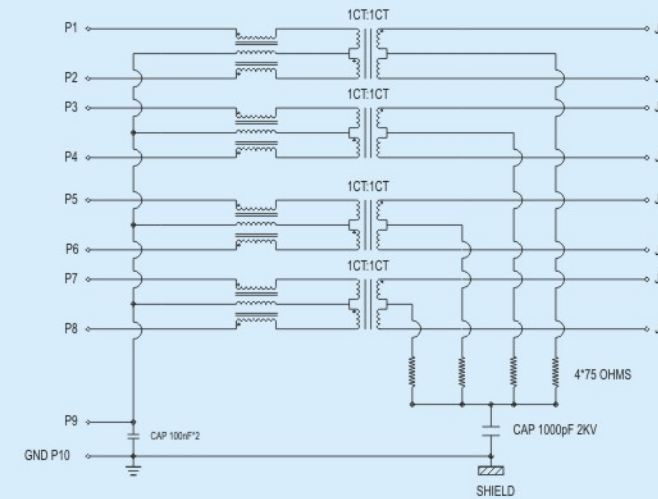 1CT:1CT
P1
P2
1CT:1CT
P3
P4
1CT:1CT
P5
P6
1CT:1CT
P7
P8
4*75 OHMS
P9
CAP 100nF*2
CAP 1000pF 2KV
GND P10
SHIELD